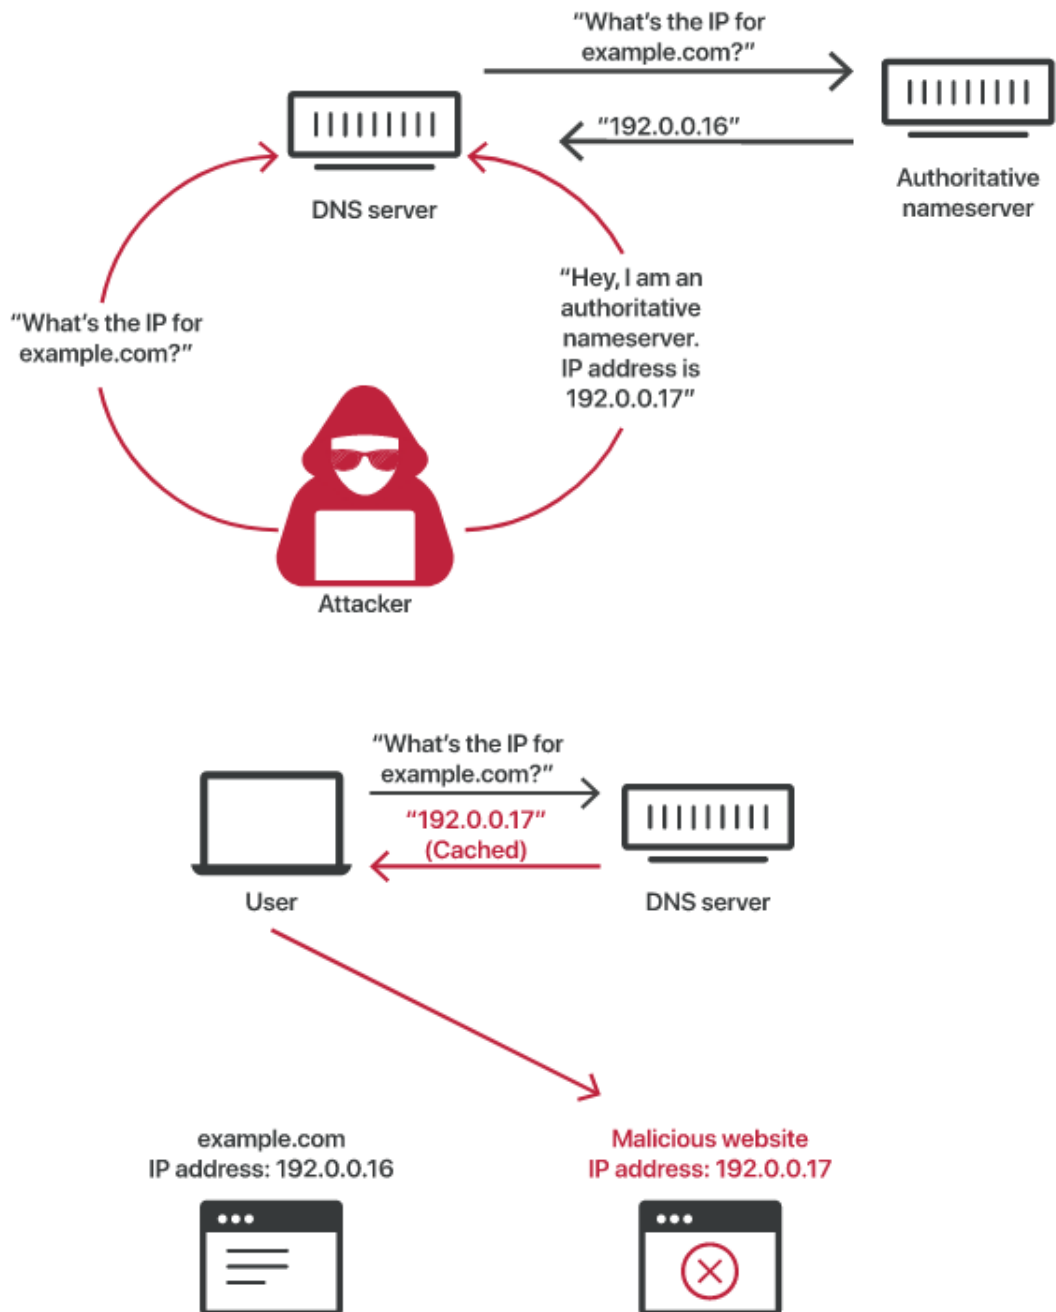 “What’s the IP for
example.com?”
“192.0.0.16”
Authoritative
nameserver
DNS server
“Hey, I am an
authoritative
nameserver.
IP address is
192.0.0.17”
“What’s the IP for
example.com?”
Attacker
“What’s the IP for
example.com?”
“192.0.0.17”
(Cached)
User
DNS server
example.com
IP address: 192.0.0.16
Malicious website
IP address: 192.0.0.17